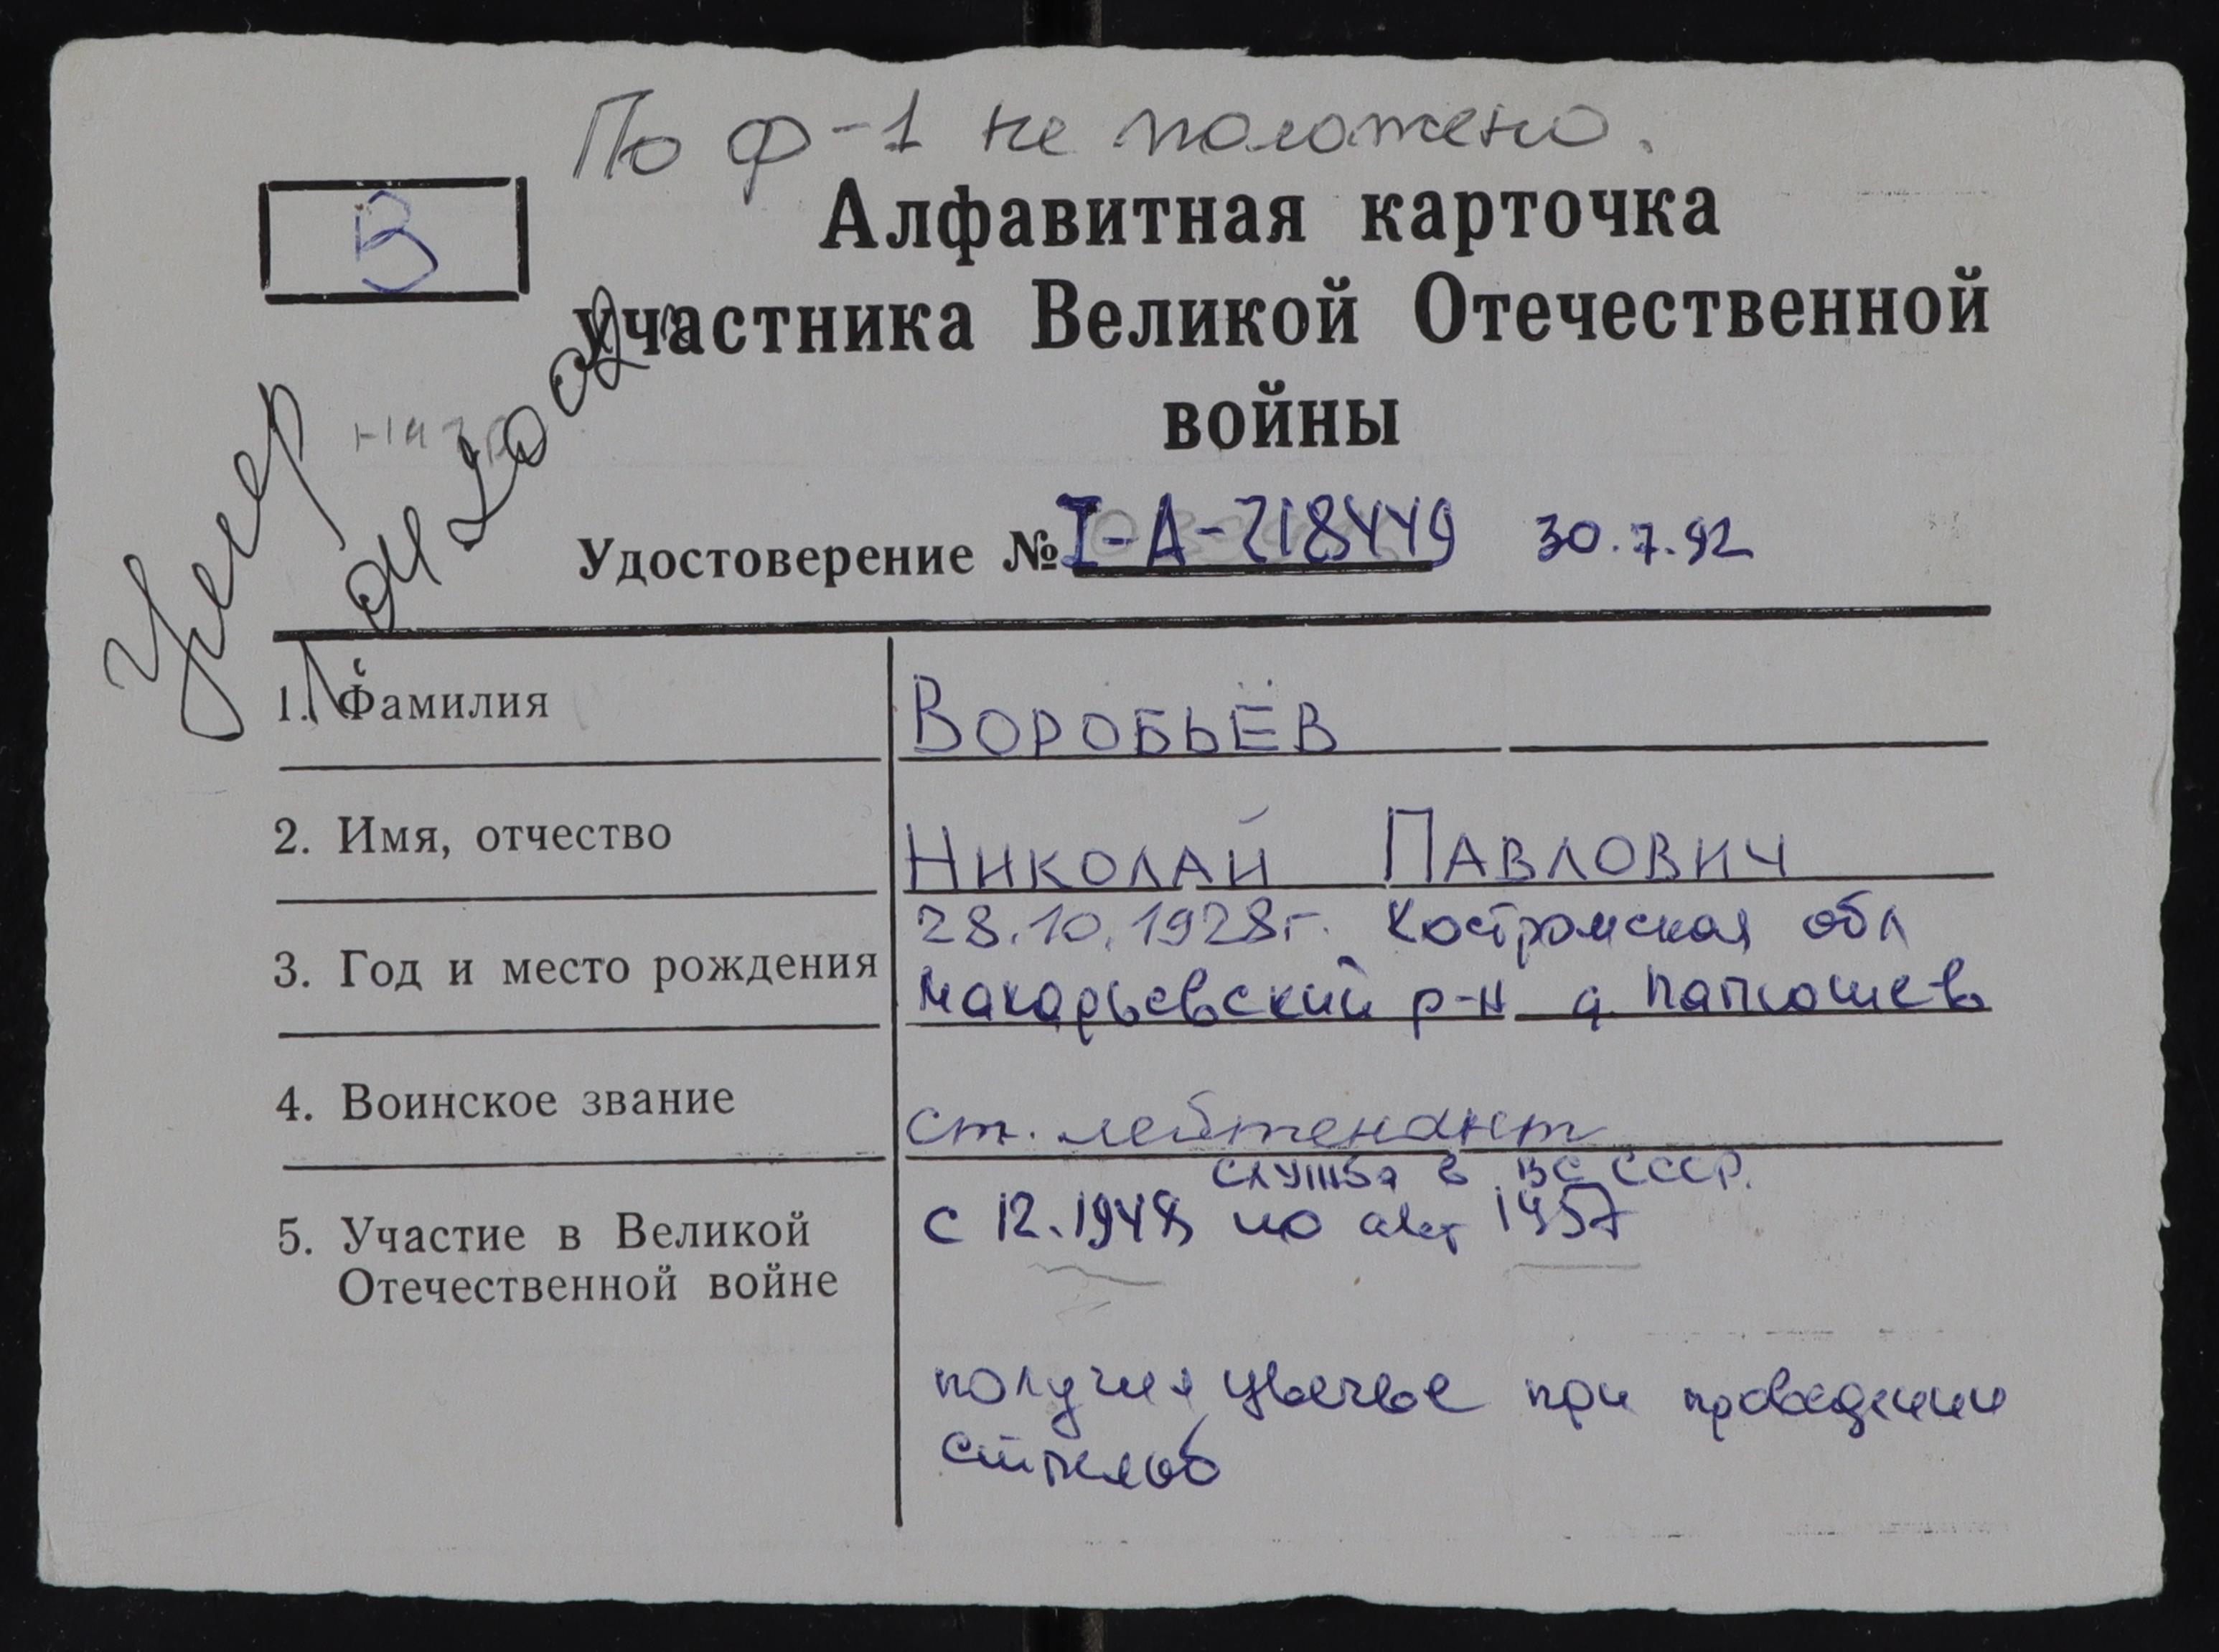 По ф-1 не положено.
В
Алфавитная карточка
участника Великой Отечественной
войны
Умер
Удостоверение № I-А-218449 30.7.92
1. Фамилия ВОРОБЬЁВ
2. Имя, отчество НИКОЛАЙ ПАВЛОВИЧ
28.10.1928г. Костромская обл
3. Год и место рождения Макарьевский р-н д.
4. Воинское звание ст. лейтенант
служба в ВС СССР.
5. Участие в Великой с 12.1948 по авг 1957
Отечественной войне
получил увечье при проведении
стрельб